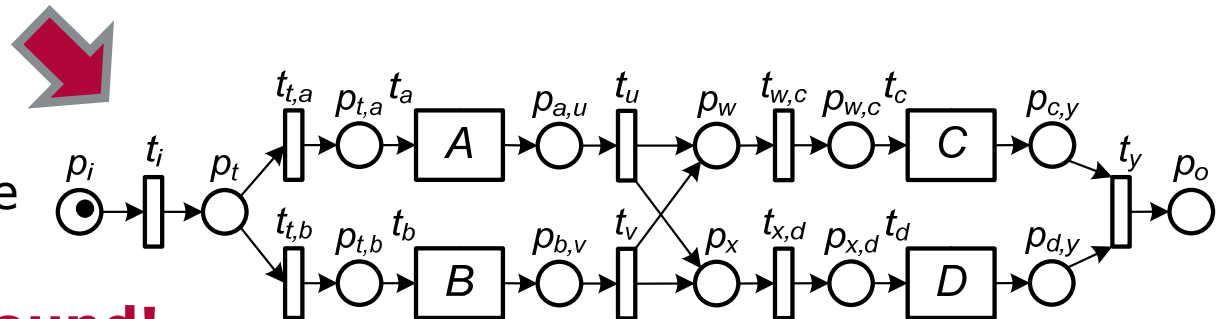 t_{t,a} p_{t,a} t_a t_u p_w t_{w,c} p_{w,c} t_c p_{c,y}
A C
p_{a,u}
p_i t_i p_t t_y p_o
t_{t,b} p_{t,b} t_b p_{b,v} t_v p_x t_{x,d} p_{x,d} t_d p_{d,y}
B D